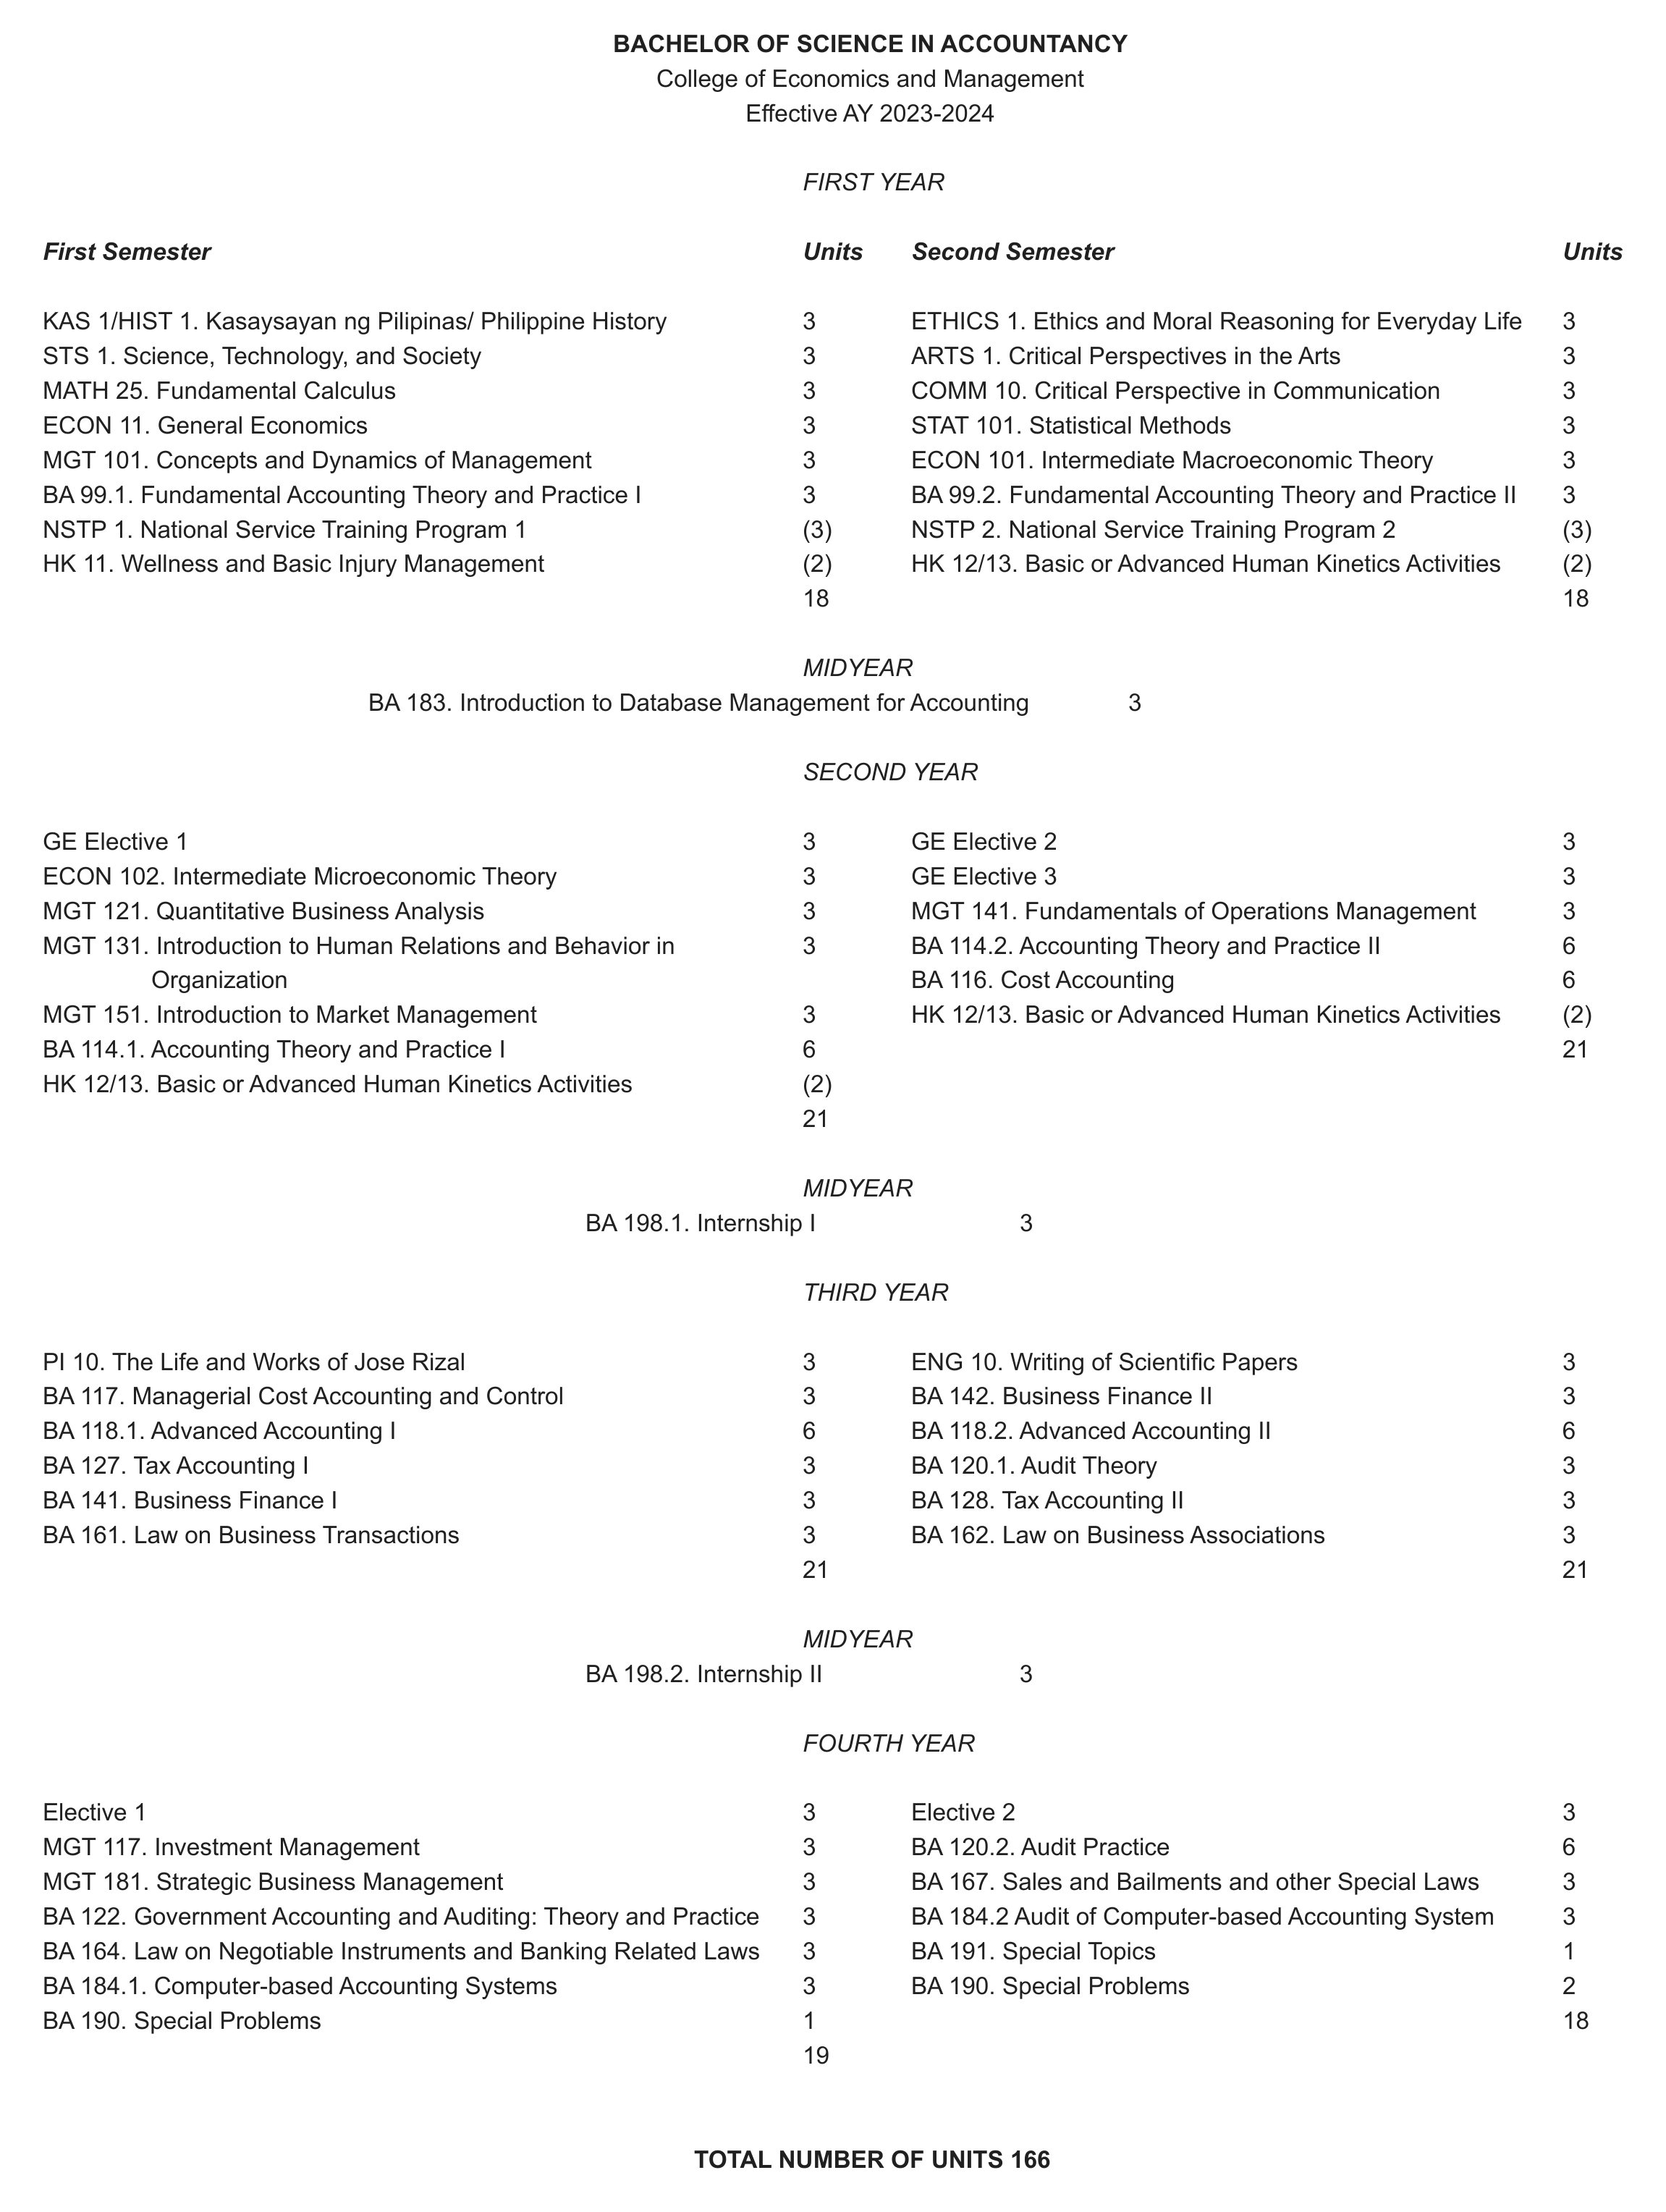 BACHELOR OF SCIENCE IN ACCOUNTANCY
College of Economics and Management
Effective AY 2023-2024
FIRST YEAR
First Semester Units Second Semester Units
KAS 1/HIST 1. Kasaysayan ng Pilipinas/ Philippine History 3 ETHICS 1. Ethics and Moral Reasoning for Everyday Life 3
STS 1. Science, Technology, and Society 3 ARTS 1. Critical Perspectives in the Arts 3
MATH 25. Fundamental Calculus 3 COMM 10. Critical Perspective in Communication 3
ECON 11. General Economics 3 STAT 101. Statistical Methods 3
MGT 101. Concepts and Dynamics of Management 3 ECON 101. Intermediate Macroeconomic Theory 3
BA 99.1. Fundamental Accounting Theory and Practice I 3 BA 99.2. Fundamental Accounting Theory and Practice II 3
NSTP 1. National Service Training Program 1 (3) NSTP 2. National Service Training Program 2 (3)
HK 11. Wellness and Basic Injury Management (2) HK 12/13. Basic or Advanced Human Kinetics Activities (2)
18 18
MIDYEAR
BA 183. Introduction to Database Management for Accounting 3
SECOND YEAR
GE Elective 1 3 GE Elective 2 3
ECON 102. Intermediate Microeconomic Theory 3 GE Elective 3 3
MGT 121. Quantitative Business Analysis 3 MGT 141. Fundamentals of Operations Management 3
MGT 131. Introduction to Human Relations and Behavior in 3 BA 114.2. Accounting Theory and Practice II 6
Organization BA 116. Cost Accounting 6
MGT 151. Introduction to Market Management 3 HK 12/13. Basic or Advanced Human Kinetics Activities (2)
BA 114.1. Accounting Theory and Practice I 6 21
HK 12/13. Basic or Advanced Human Kinetics Activities (2)
21
MIDYEAR
BA 198.1. Internship I 3
THIRD YEAR
PI 10. The Life and Works of Jose Rizal 3 ENG 10. Writing of Scientific Papers 3
BA 117. Managerial Cost Accounting and Control 3 BA 142. Business Finance II 3
BA 118.1. Advanced Accounting I 6 BA 118.2. Advanced Accounting II 6
BA 127. Tax Accounting I 3 BA 120.1. Audit Theory 3
BA 141. Business Finance I 3 BA 128. Tax Accounting II 3
BA 161. Law on Business Transactions 3 BA 162. Law on Business Associations 3
21 21
MIDYEAR
BA 198.2. Internship II 3
FOURTH YEAR
Elective 1 3 Elective 2 3
MGT 117. Investment Management 3 BA 120.2. Audit Practice 6
MGT 181. Strategic Business Management 3 BA 167. Sales and Bailments and other Special Laws 3
BA 122. Government Accounting and Auditing: Theory and Practice 3 BA 184.2 Audit of Computer-based Accounting System 3
BA 164. Law on Negotiable Instruments and Banking Related Laws 3 BA 191. Special Topics 1
BA 184.1. Computer-based Accounting Systems 3 BA 190. Special Problems 2
BA 190. Special Problems 1 18
19
TOTAL NUMBER OF UNITS 166